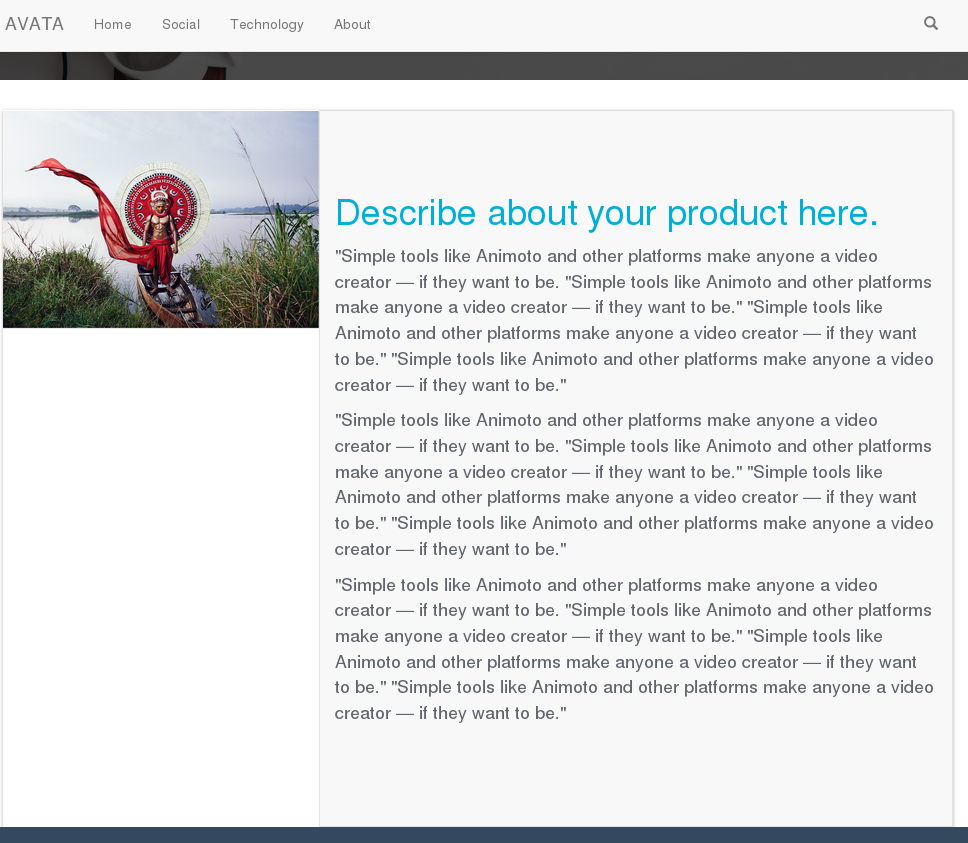 AVATA Home Social Technology About
Describe about your product here.
"Simple tools like Animoto and other platforms make anyone a video
creator — if they want to be. "Simple tools like Animoto and other platforms
make anyone a video creator — if they want to be." "Simple tools like
Animoto and other platforms make anyone a video creator — if they want
to be." "Simple tools like Animoto and other platforms make anyone a video
creator — if they want to be."
"Simple tools like Animoto and other platforms make anyone a video
creator — if they want to be. "Simple tools like Animoto and other platforms
make anyone a video creator — if they want to be." "Simple tools like
Animoto and other platforms make anyone a video creator — if they want
to be." "Simple tools like Animoto and other platforms make anyone a video
creator — if they want to be."
"Simple tools like Animoto and other platforms make anyone a video
creator — if they want to be. "Simple tools like Animoto and other platforms
make anyone a video creator — if they want to be." "Simple tools like
Animoto and other platforms make anyone a video creator — if they want
to be." "Simple tools like Animoto and other platforms make anyone a video
creator — if they want to be."